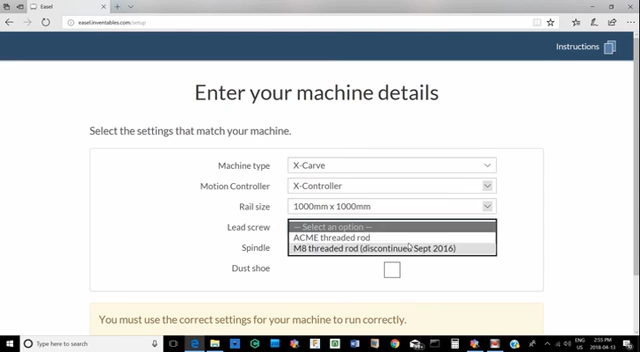 Easel
easel.inventables.com/setup
Instructions
Enter your machine details
Select the settings that match your machine.
Machine type X-Carve
Motion Controller X-Controller
Rail size 1000mm x 1000mm
Lead screw -- Select an option --
ACME threaded rod
M8 threaded rod (discontinued Sept 2016)
Spindle
Dust shoe
You must use the correct settings for your machine to run correctly.
Type here to search
ENG
US
2:55 PM
2018-04-13